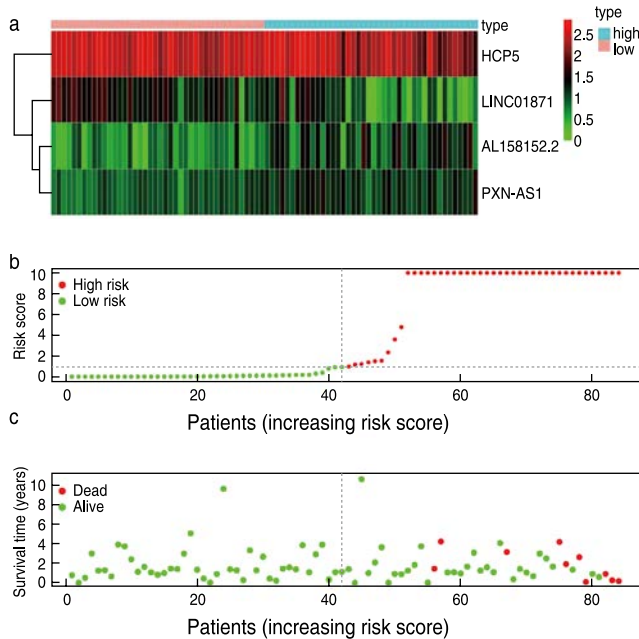 a
type
HCP5
LINC01871
AL158152.2
PXN-AS1
2.5
2
1.5
1
0.5
0
type
high
low
b
Risk score
10
8
6
4
2
0
High risk
Low risk
0 20 40 60 80
Patients (increasing risk score)
c
Survival time (years)
10
8
6
4
2
0
Dead
Alive
0 20 40 60 80
Patients (increasing risk score)